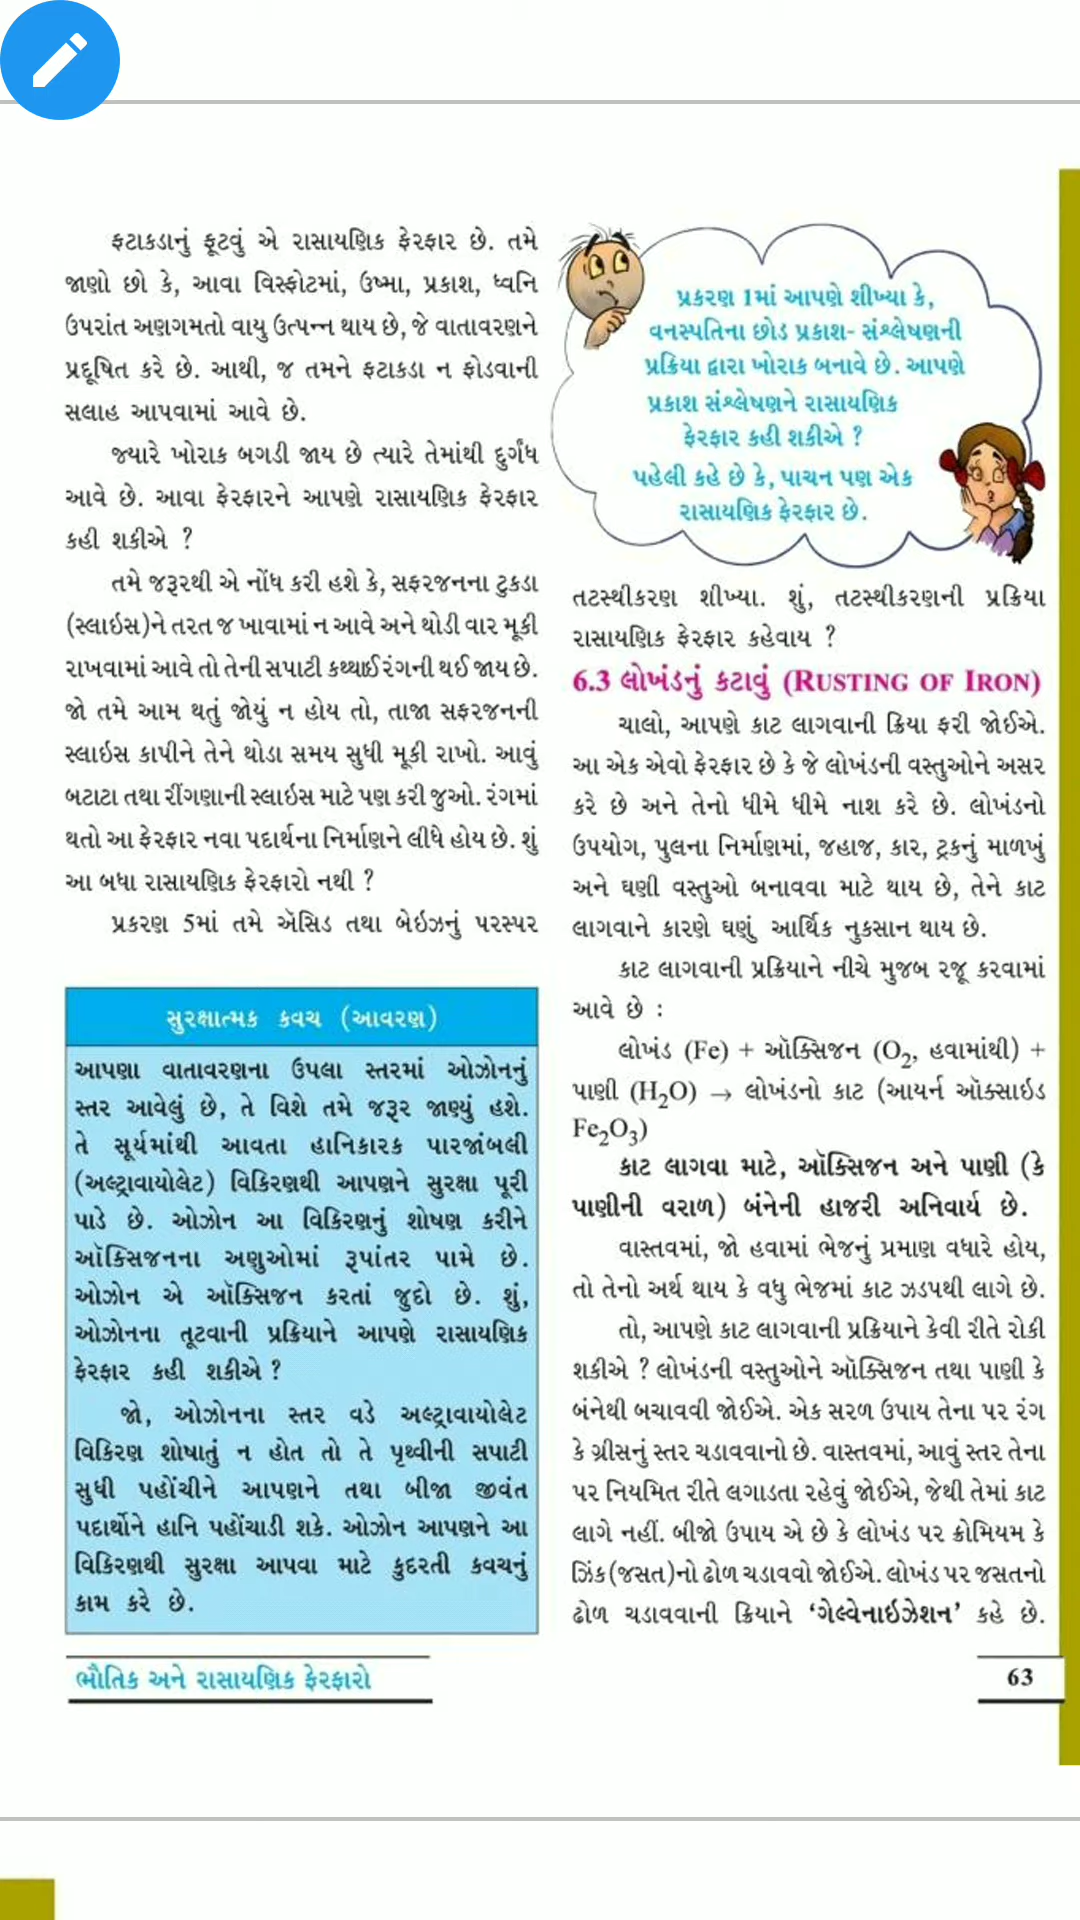 ફટાકડાનું ફૂટવું એ રાસાયણિક ફેરફાર છે. તમે
જાણો છો કે, આવા વિસ્ફોટમાં, ઉષ્મા, પ્રકાશ, ધ્વનિ
ઉપરાંત અણગમતો વાયુ ઉત્પન્ન થાય છે, જે વાતાવરણને
પ્રદૂષિત કરે છે. આથી, જ તમને ફટાકડા ન ફોડવાની
સલાહ આપવામાં આવે છે.
જ્યારે ખોરાક બગડી જાય છે ત્યારે તેમાંથી દુર્ગંધ
આવે છે. આવા ફેરફારને આપણે રાસાયણિક ફેરફાર
કહી શકીએ ?
તમે જરૂરથી એ નોંધ કરી હશે કે, સફરજનના ટુકડા
(સ્લાઇસ)ને તરત જ ખાવામાં ન આવે અને થોડી વાર મૂકી
રાખવામાં આવે તો તેની સપાટી કથ્થાઈ રંગની થઈ જાય છે.
જો તમે આમ થતું જોયું ન હોય તો, તાજા સફરજનની
સ્લાઇસ કાપીને તેને થોડા સમય સુધી મૂકી રાખો. આવું
બટાટા તથા રીંગણાની સ્લાઇસ માટે પણ કરી જુઓ. રંગમાં
થતો આ ફેરફાર નવા પદાર્થના નિર્માણને લીધે હોય છે. શું
આ બધા રાસાયણિક ફેરફારો નથી ?
પ્રકરણ 5માં તમે ઍસિડ તથા બેઇઝનું પરસ્પર
સુરક્ષાત્મક કવચ (આવરણ)
આપણા વાતાવરણના ઉપલા સ્તરમાં ઓઝોનનું
સ્તર આવેલું છે, તે વિશે તમે જરૂર જાણ્યું હશે.
તે સૂર્યમાંથી આવતા હાનિકારક પારજાંબલી
(અલ્ટ્રાવાયોલેટ) વિકિરણથી આપણને સુરક્ષા પૂરી
પાડે છે. ઓઝોન આ વિકિરણનું શોષણ કરીને
ઑક્સિજનના અણુઓમાં રૂપાંતર પામે છે.
ઓઝોન એ ઑક્સિજન કરતાં જુદો છે. શું,
ઓઝોનના તૂટવાની પ્રક્રિયાને આપણે રાસાયણિક
ફેરફાર કહી શકીએ ?
જો, ઓઝોનના સ્તર વડે અલ્ટ્રાવાયોલેટ
વિકિરણ શોષાતું ન હોત તો તે પૃથ્વીની સપાટી
સુધી પહોંચીને આપણને તથા બીજા જીવંત
પદાર્થોને હાનિ પહોંચાડી શકે. ઓઝોન આપણને આ
વિકિરણથી સુરક્ષા આપવા માટે કુદરતી કવચનું
કામ કરે છે.
પ્રકરણ 1માં આપણે શીખ્યા કે,
વનસ્પતિના છોડ પ્રકાશ- સંશ્લેષણની
પ્રક્રિયા દ્વારા ખોરાક બનાવે છે. આપણે
પ્રકાશ સંશ્લેષણને રાસાયણિક
ફેરફાર કહી શકીએ ?
પહેલી કહે છે કે, પાચન પણ એક
રાસાયણિક ફેરફાર છે.
તટસ્થીકરણ શીખ્યા. શું, તટસ્થીકરણની પ્રક્રિયા
રાસાયણિક ફેરફાર કહેવાય ?
6.3 લોખંડનું કટાવું (RUSTING OF IRON)
ચાલો, આપણે કાટ લાગવાની ક્રિયા ફરી જોઈએ.
આ એક એવો ફેરફાર છે કે જે લોખંડની વસ્તુઓને અસર
કરે છે અને તેનો ધીમે ધીમે નાશ કરે છે. લોખંડનો
ઉપયોગ, પુલના નિર્માણમાં, જહાજ, કાર, ટ્રકનું માળખું
અને ઘણી વસ્તુઓ બનાવવા માટે થાય છે, તેને કાટ
લાગવાને કારણે ઘણું આર્થિક નુકસાન થાય છે.
કાટ લાગવાની પ્રક્રિયાને નીચે મુજબ રજૂ કરવામાં
આવે છે :
લોખંડ (Fe) + ઑક્સિજન (O₂, હવામાંથી) +
પાણી (H₂O) → લોખંડનો કાટ (આયર્ન ઑક્સાઇડ
Fe₂O₃)
કાટ લાગવા માટે, ઑક્સિજન અને પાણી (કે
પાણીની વરાળ) બંનેની હાજરી અનિવાર્ય છે.
વાસ્તવમાં, જો હવામાં ભેજનું પ્રમાણ વધારે હોય,
તો તેનો અર્થ થાય કે વધુ ભેજમાં કાટ ઝડપથી લાગે છે.
તો, આપણે કાટ લાગવાની પ્રક્રિયાને કેવી રીતે રોકી
શકીએ ? લોખંડની વસ્તુઓને ઑક્સિજન તથા પાણી કે
બંનેથી બચાવવી જોઈએ. એક સરળ ઉપાય તેના પર રંગ
કે ગ્રીસનું સ્તર ચડાવવાનો છે. વાસ્તવમાં, આવું સ્તર તેના
પર નિયમિત રીતે લગાડતા રહેવું જોઈએ, જેથી તેમાં કાટ
લાગે નહીં. બીજો ઉપાય એ છે કે લોખંડ પર ક્રોમિયમ કે
ઝિંક(જસત)નો ઢોળ ચડાવવો જોઈએ. લોખંડ પર જસતનો
ઢોળ ચડાવવાની ક્રિયાને ‘ગેલ્વેનાઇઝેશન’ કહે છે.
ભૌતિક અને રાસાયણિક ફેરફારો
63